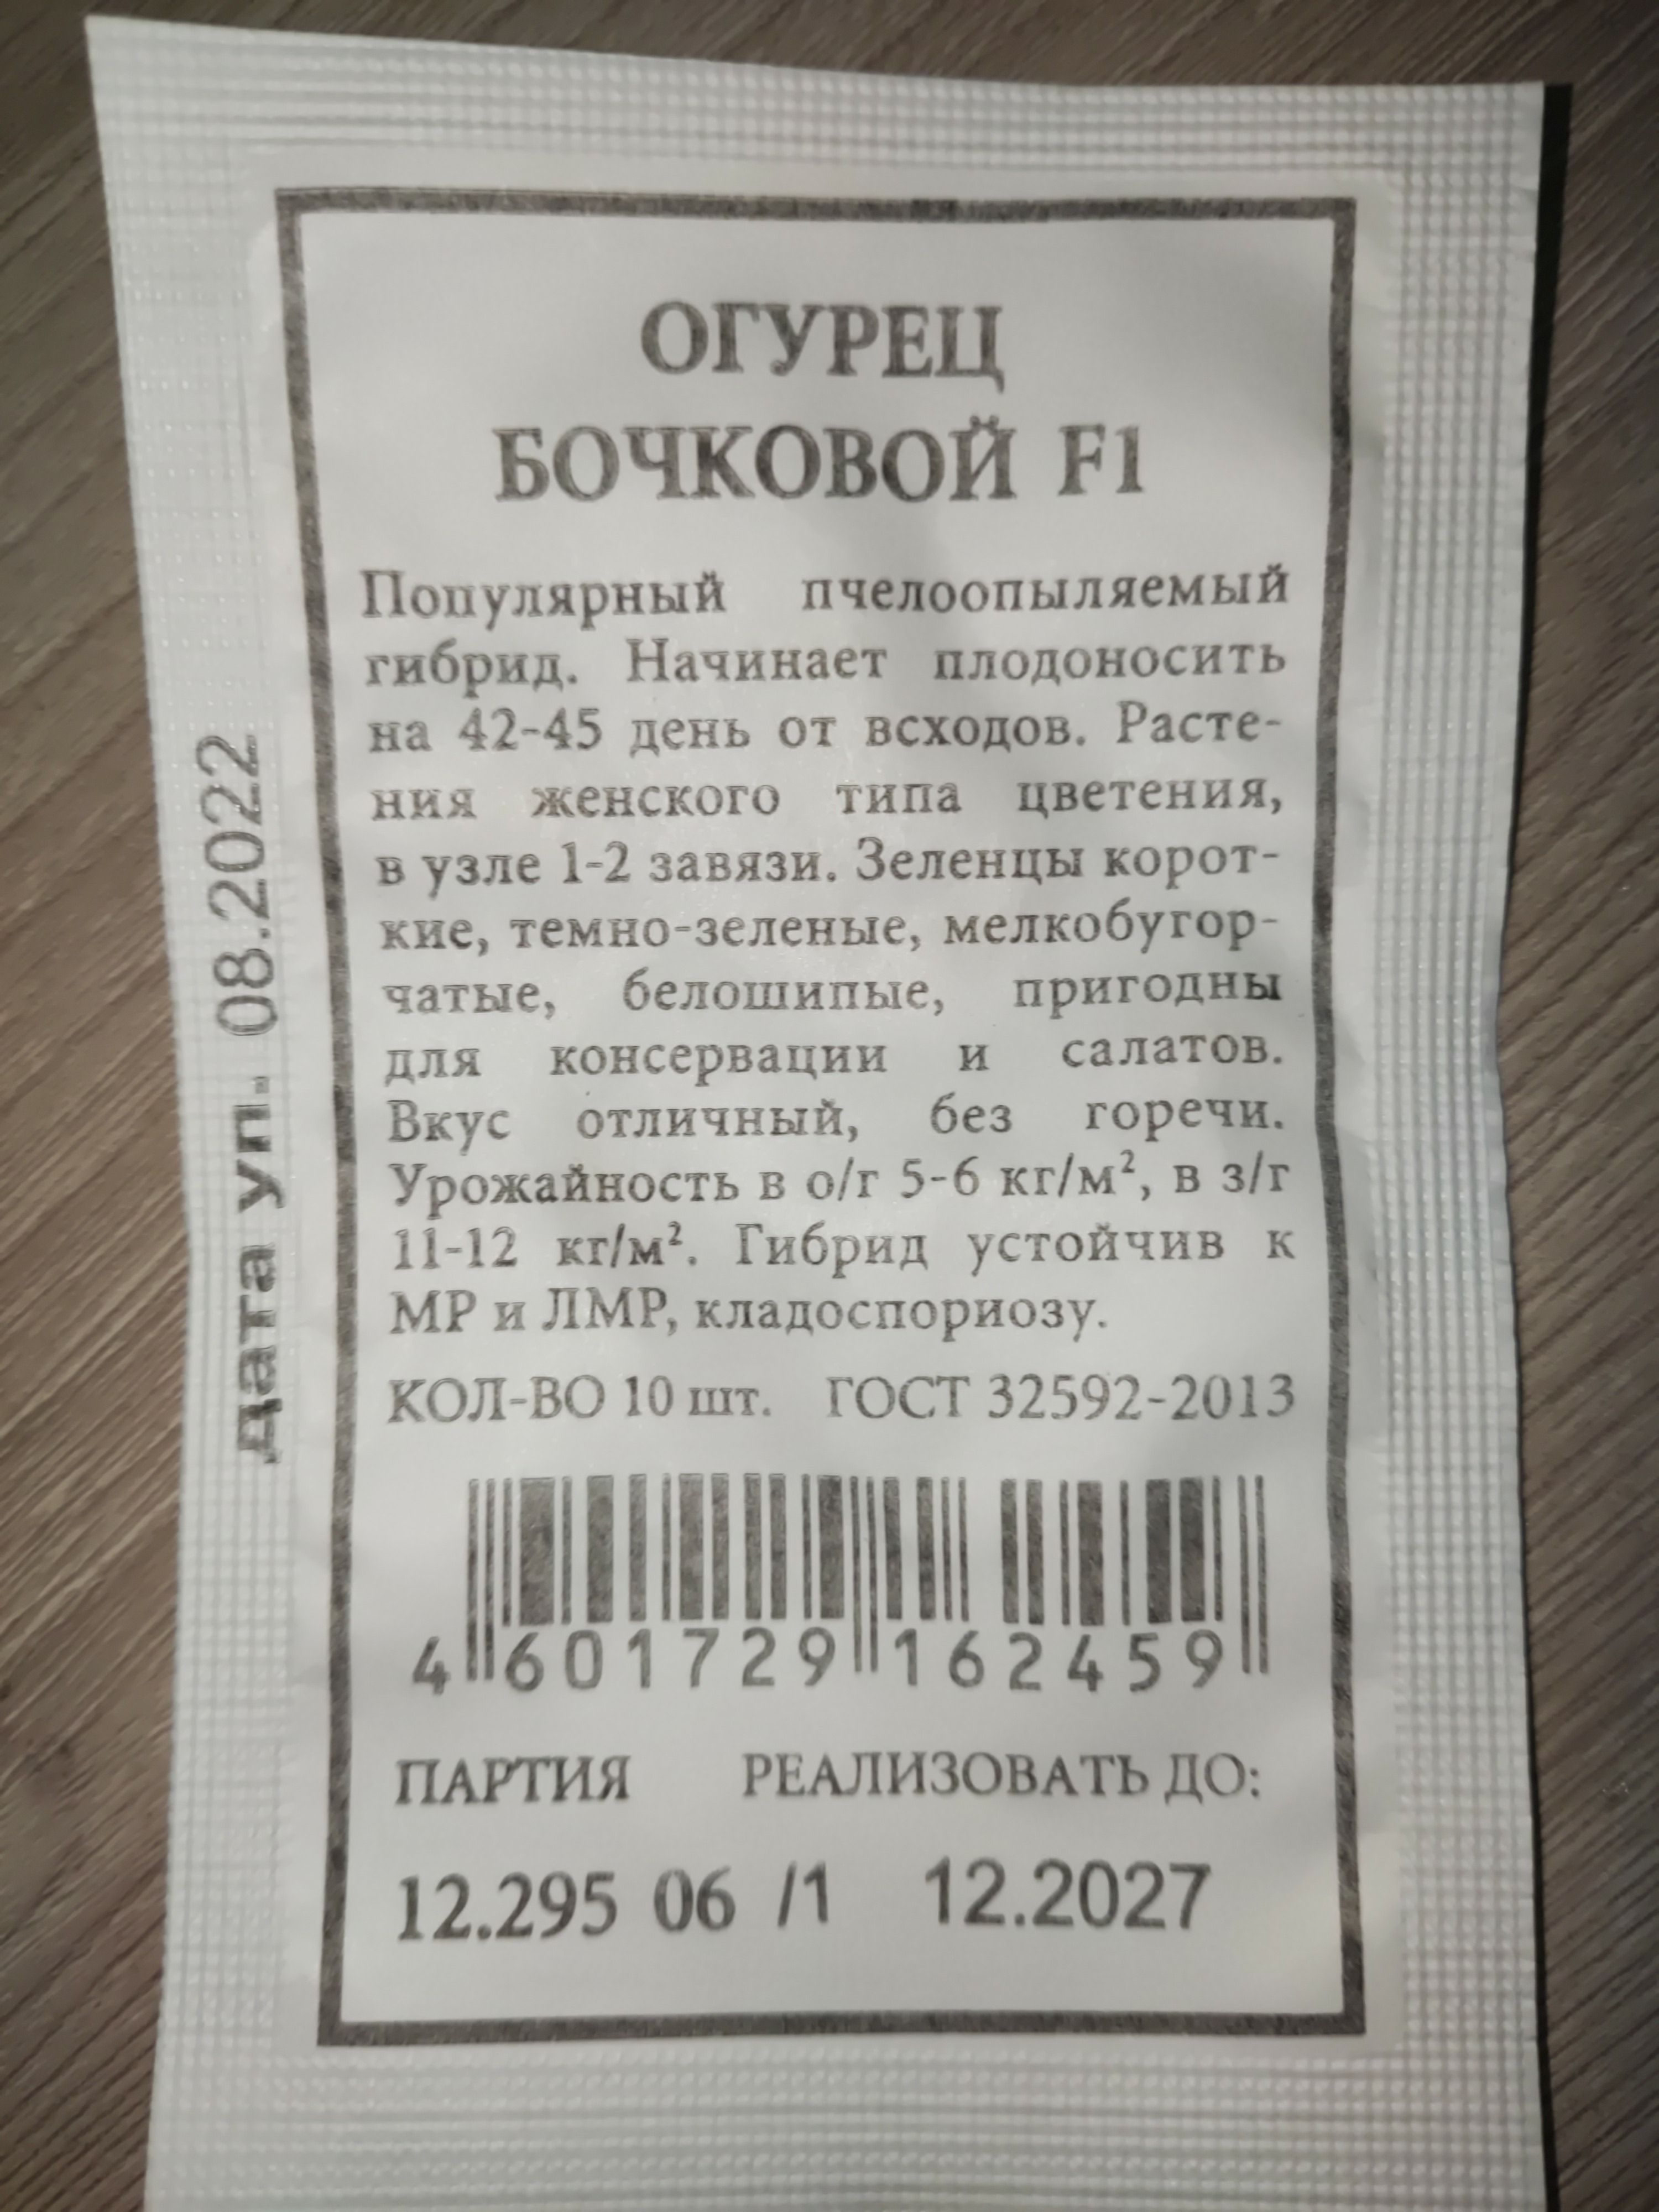 ОГУРЕЦ
БОЧКОВОЙ F1
Популярный пчелоопыляемый
гибрид. Начинает плодоносить
на 42-45 день от всходов. Расте-
ния женского типа цветения,
в узле 1-2 завязи. Зеленцы корот-
кие, темно-зеленые, мелкобугор-
чатые, белошипые, пригодны
для консервации и салатов.
Вкус отличный, без горечи.
Урожайность в о/г 5-6 кг/м², в з/г
11-12 кг/м². Гибрид устойчив к
МР и ЛМР, кладоспориозу.
КОЛ-ВО 10 шт. ГОСТ 32592-2013
4 601729 162459
ПАРТИЯ РЕАЛИЗОВАТЬ ДО:
12.295 06 /1 12.2027
дата уп. 08.2022